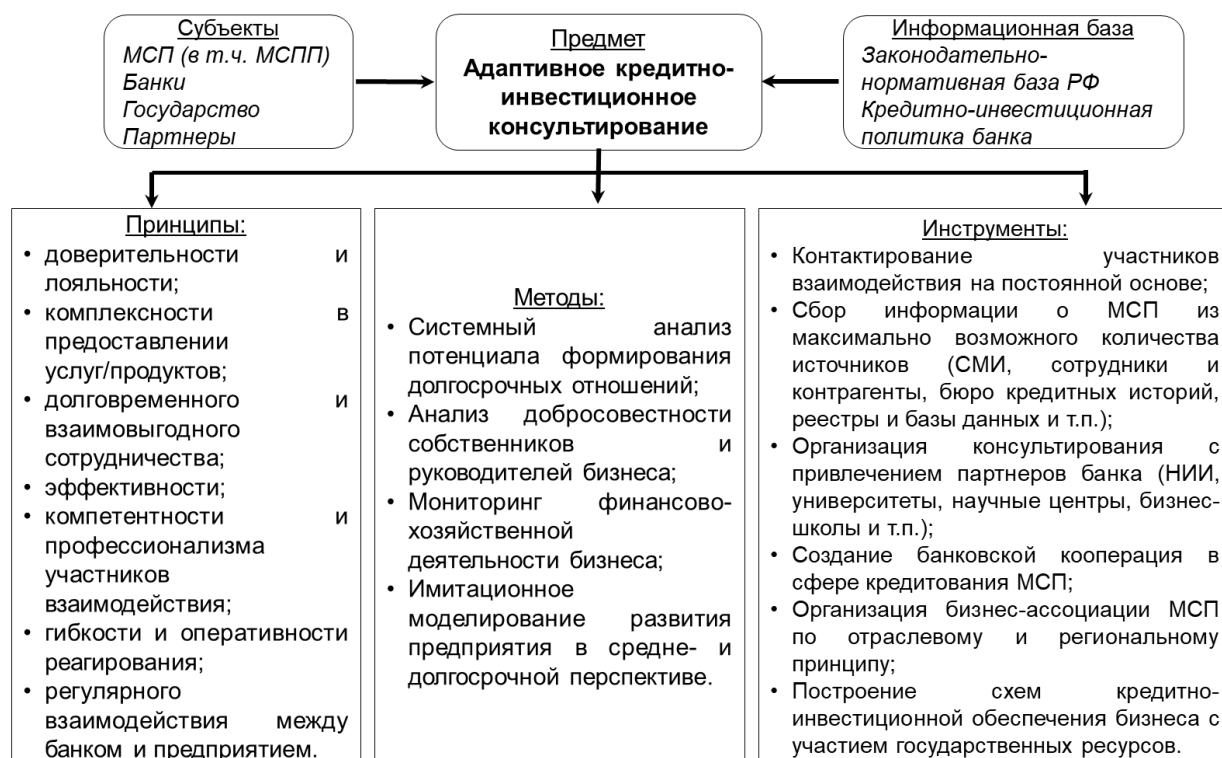 Субъекты
МСП (в т.ч. МСПП)
Банки
Государство
Партнеры
Предмет
Адаптивное кредитно-
инвестиционное
консультирование
Информационная база
Законодательно-
нормативная база РФ
Кредитно-инвестиционная
политика банка
Принципы:
• доверительности и
лояльности;
• комплексности в
предоставлении
услуг/продуктов;
• долговременного и
взаимовыгодного
сотрудничества;
• эффективности;
• компетентности и
профессионализма
участников
взаимодействия;
• гибкости и оперативности
реагирования;
• регулярного
взаимодействия между
банком и предприятием.
Методы:
• Системный анализ
потенциала формирования
долгосрочных отношений;
• Анализ добросовестности
собственников и
руководителей бизнеса;
• Мониторинг финансово-
хозяйственной
деятельности бизнеса;
• Имитационное
моделирование развития
предприятия в средне- и
долгосрочной перспективе.
Инструменты:
• Контактирование участников
взаимодействия на постоянной основе;
• Сбор информации о МСП из
максимально возможного количества
источников (СМИ, сотрудники и
контрагенты, бюро кредитных историй,
реестры и базы данных и т.п.);
• Организация консультирования с
привлечением партнеров банка (НИИ,
университеты, научные центры, бизнес-
школы и т.п.);
• Создание банковской кооперация в
сфере кредитования МСП;
• Организация бизнес-ассоциации МСП
по отраслевому и региональному
принципу;
• Построение схем кредитно-
инвестиционной обеспечения бизнеса с
участием государственных ресурсов.